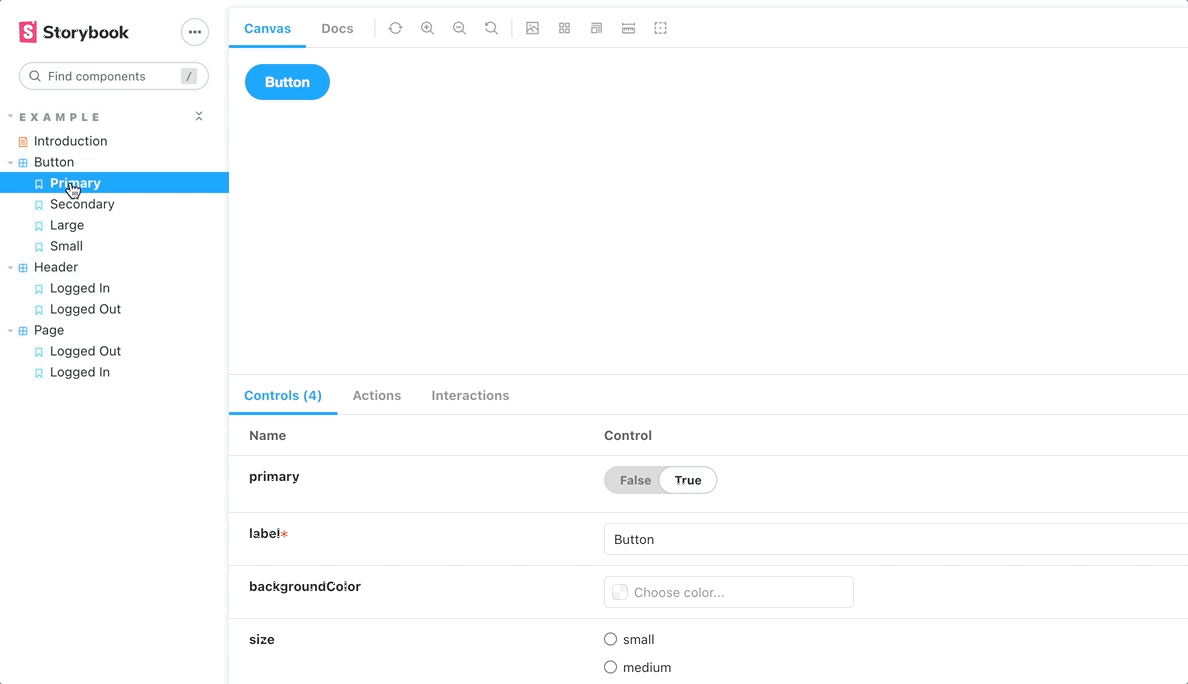 Storybook
Find components /
EXAMPLE
Introduction
Button
Primary
Secondary
Large
Small
Header
Logged In
Logged Out
Page
Logged Out
Logged In
Canvas Docs
Button
Controls (4) Actions Interactions
Name Control
primary False True
label* Button
backgroundColor Choose color...
size small
medium